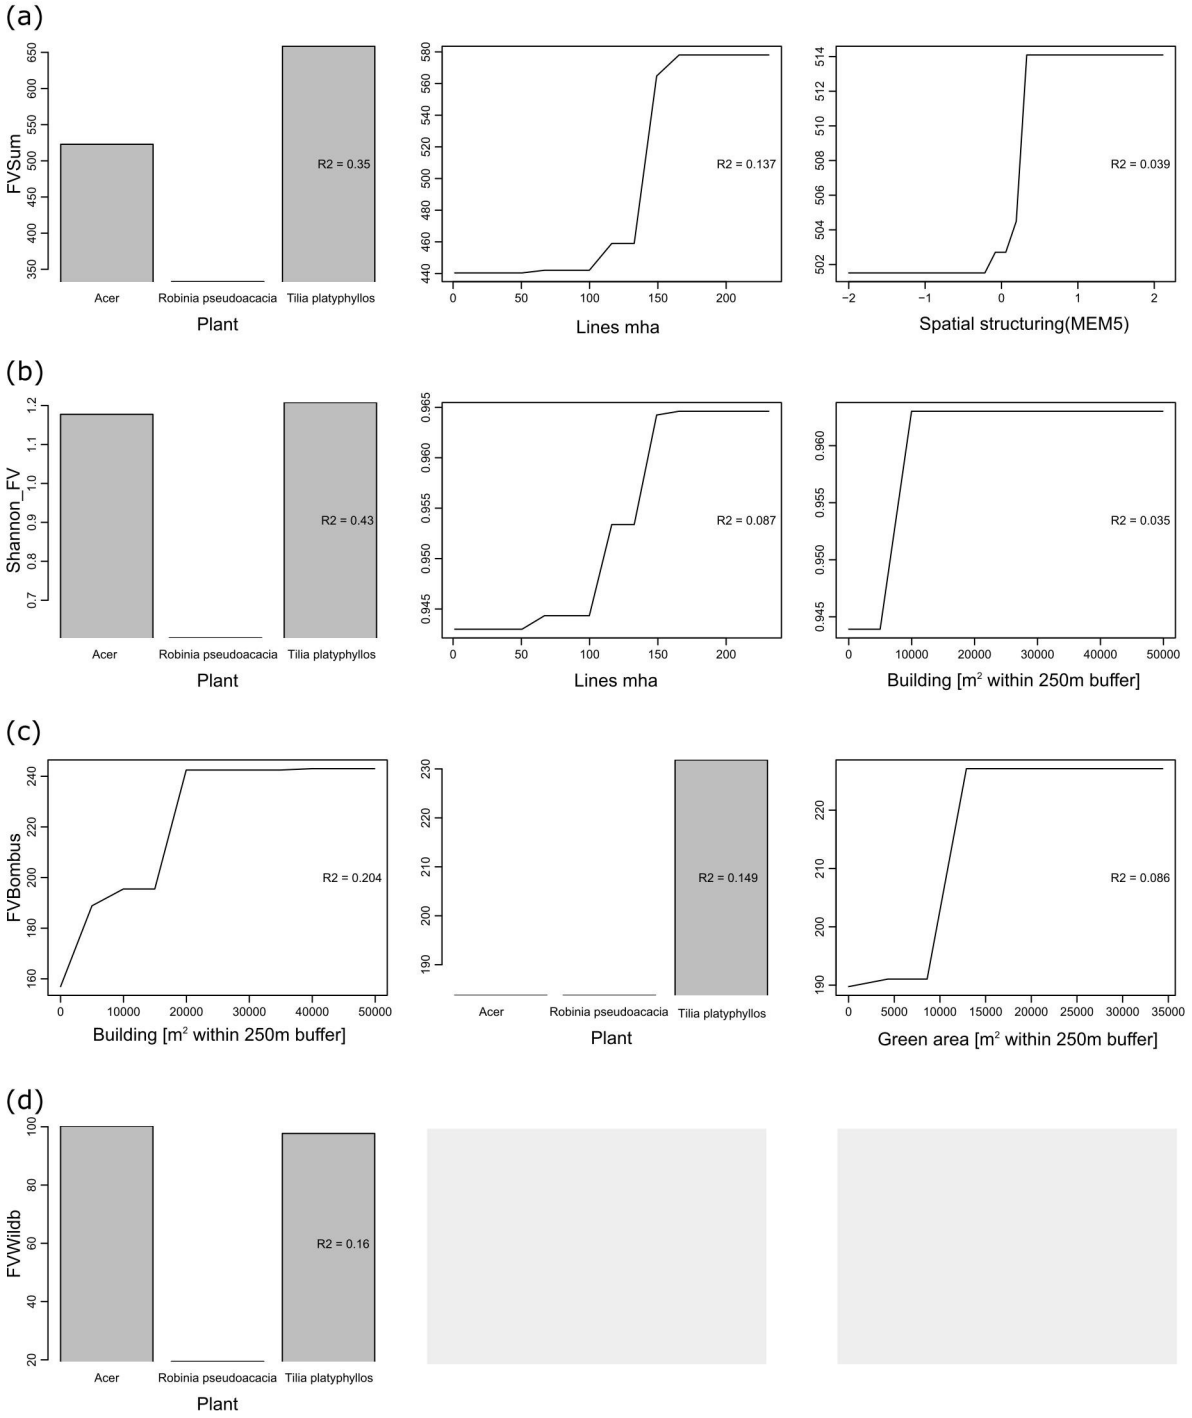 (a)
FVSum
350 400 450 500 550 600 650
R2 = 0.35
Acer Robinia pseudoacacia Tilia platyphyllos
Plant
440 460 480 500 520 540 560 580
R2 = 0.137
0 50 100 150 200
Lines mha
502 504 506 508 510 512 514
R2 = 0.039
−2 −1 0 1 2
Spatial structuring(MEM5)
(b)
Shannon_FV
0.7 0.8 0.9 1.0 1.1 1.2
R2 = 0.43
Acer Robinia pseudoacacia Tilia platyphyllos
Plant
0.945 0.950 0.955 0.960 0.965
R2 = 0.087
0 50 100 150 200
Lines mha
0.945 0.950 0.955 0.960
R2 = 0.035
0 10000 20000 30000 40000 50000
Building [m² within 250m buffer]
(c)
FVBombus
160 180 200 220 240
R2 = 0.204
0 10000 20000 30000 40000 50000
Building [m² within 250m buffer]
190 200 210 220 230
R2 = 0.149
Acer Robinia pseudoacacia Tilia platyphyllos
Plant
190 200 210 220
R2 = 0.086
0 5000 10000 15000 20000 25000 30000 35000
Green area [m² within 250m buffer]
(d)
FVWildb
20 40 60 80 100
R2 = 0.16
Acer Robinia pseudoacacia Tilia platyphyllos
Plant